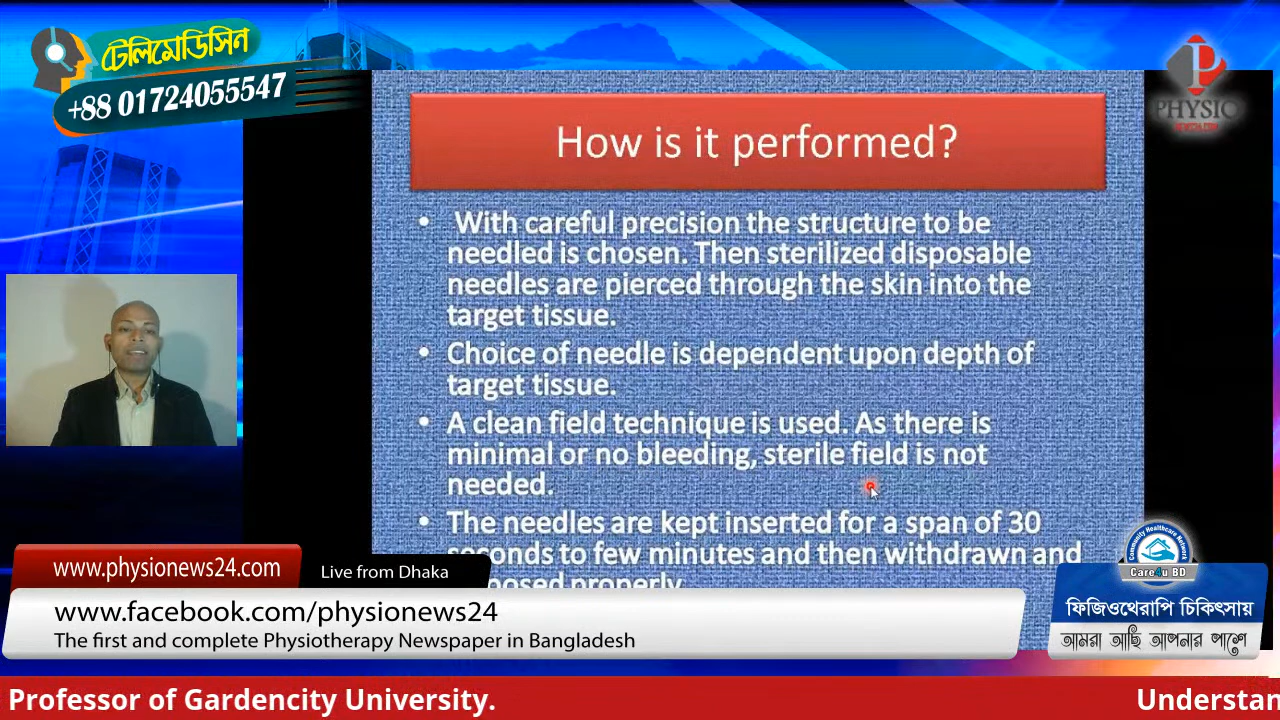 টেলিমেডিসিন
+88 01724055547
PHYSIO
How is it performed?
• With careful precision the structure to be
needled is chosen. Then sterilized disposable
needles are pierced through the skin into the
target tissue.
• Choice of needle is dependent upon depth of
target tissue.
• A clean field technique is used. As there is
minimal or no bleeding, sterile field is not
needed.
• The needles are kept inserted for a span of 30
seconds to few minutes and then withdrawn and
properly
www.physionews24.com
Live from Dhaka
www.facebook.com/physionews24
The first and complete Physiotherapy Newspaper in Bangladesh
Community Healthcare Network
Care4u BD
ফিজিওথেরাপি চিকিৎসায়
আমরা আছি আপনার পাশে
Professor of Gardencity University.
Understan